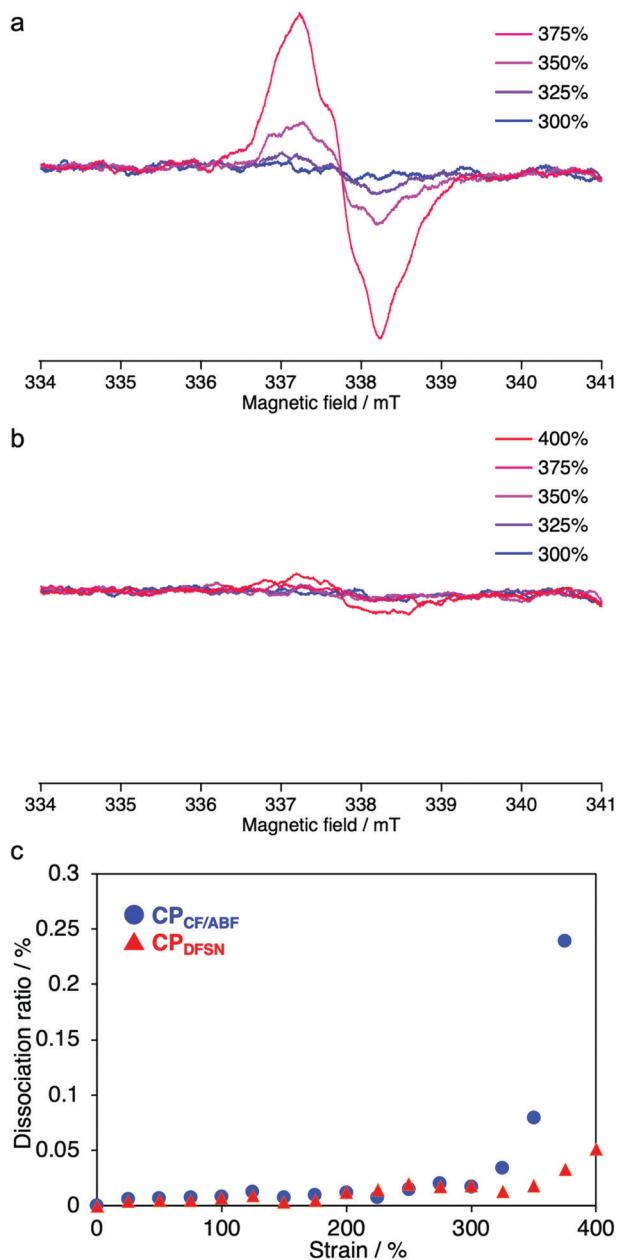 a
375%
350%
325%
300%
334 335 336 337 338 339 340 341
Magnetic field / mT
b
400%
375%
350%
325%
300%
334 335 336 337 338 339 340 341
Magnetic field / mT
c
0.3
0.25
0.2
0.15
0.1
0.05
0
Dissociation ratio / %
CP_CF/ABF
CP_DFSN
0 100 200 300 400
Strain / %